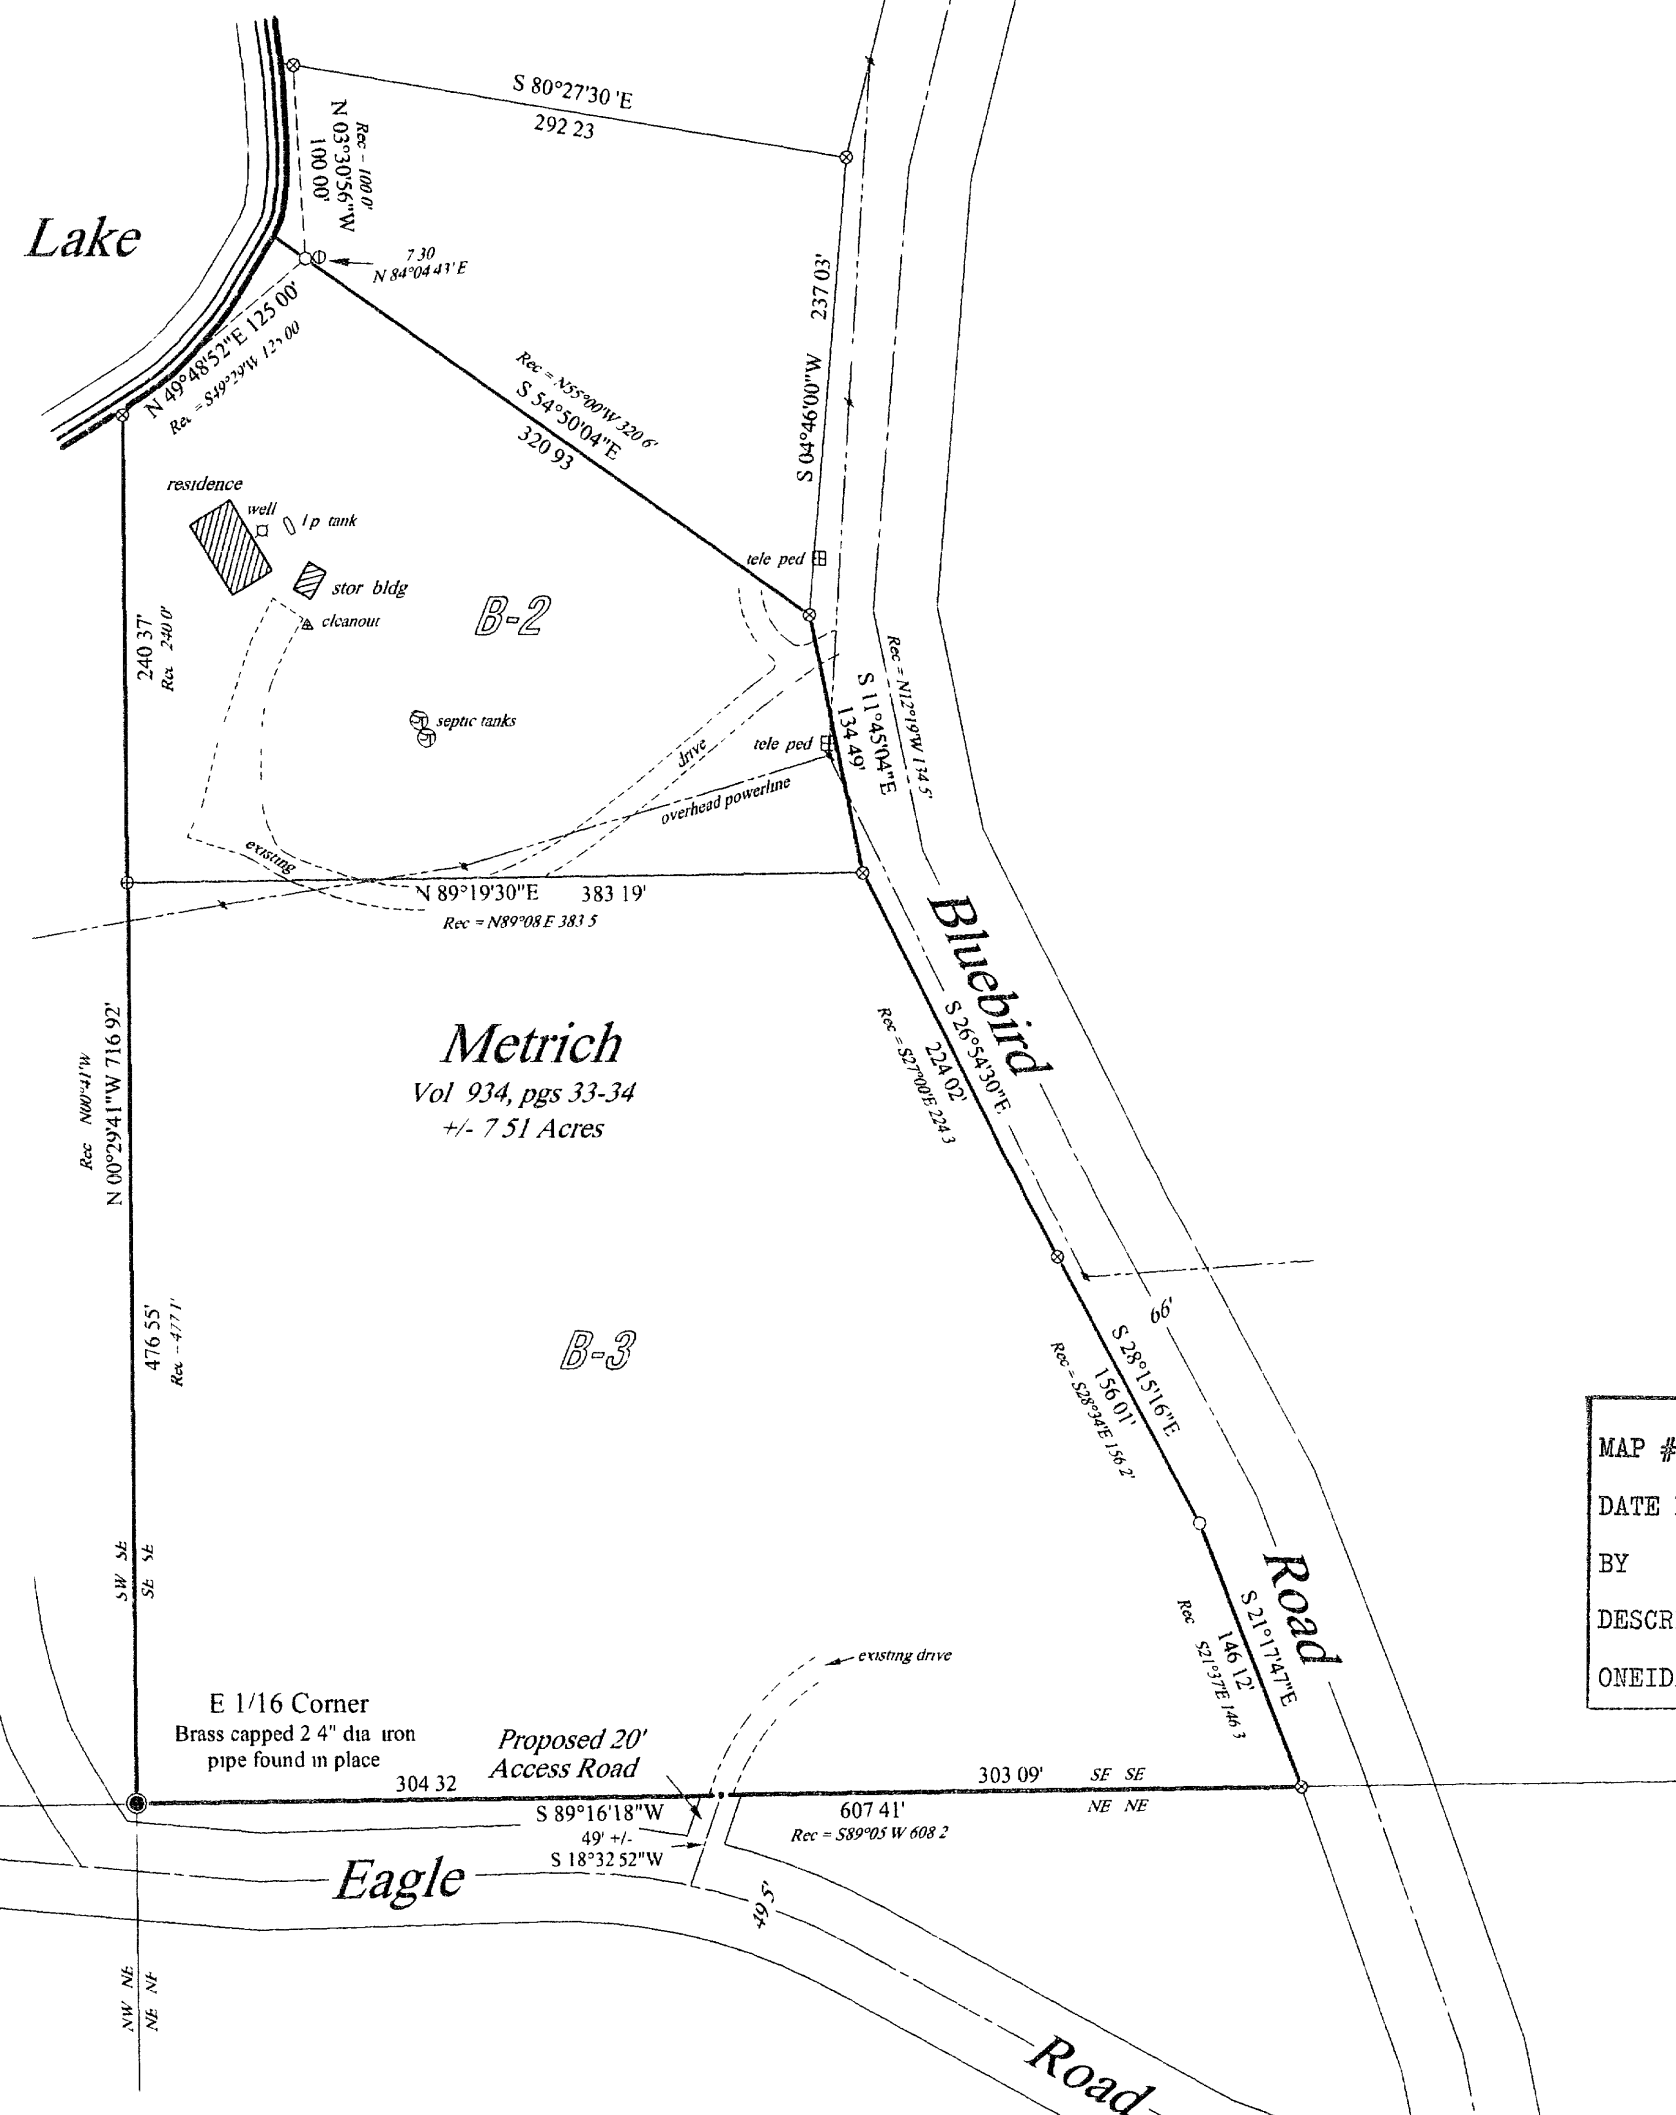 S 80°27'30 'E
292 23
Rec - 100 0'
N 03°30'56"W
100 00'
Lake
7 30
N 84°04 43' E
N 49°48'52"E 125 00'
Rec = S49°29'W 125 00
237 03'
S 04°46'00"W
Rec = N55°00'W 320 6'
S 54°50'04"E
320 93
residence
well
l p tank
stor bldg
cleanout
B-2
tele ped
240 37'
Rec 240 0'
septic tanks
drive
tele ped
overhead powerline
Rec = N12°19'W 134 5'
S 11°45'04"E
134 49'
existing
N 89°19'30"E 383 19'
Rec = N89°08 E 383 5
Bluebird
Metrich
Vol 934, pgs 33-34
+/- 7 51 Acres
Rec N00°41'W
N 00°29'41"W 716 92'
S 26°54'30"E
224 02'
Rec = S27°00'E 224 3
66'
476 55'
Rec - 477 1'
B-3
S 28°15'16"E
156 01'
Rec = S28°34'E 156 2'
MAP #
DATE
BY
DESCR
ONEID
SW SE
SE SE
Road
S 21°17'47"E
146 12'
Rec S21°37'E 146 3
existing drive
E 1/16 Corner
Brass capped 2 4" dia iron
pipe found in place
Proposed 20'
Access Road
304 32
303 09'
SE SE
NE NE
S 89°16'18"W
607 41'
49' +/-
Rec = S89°05 W 608 2
S 18°32 52"W
Eagle
49 5'
NW NE
NE NE
Road